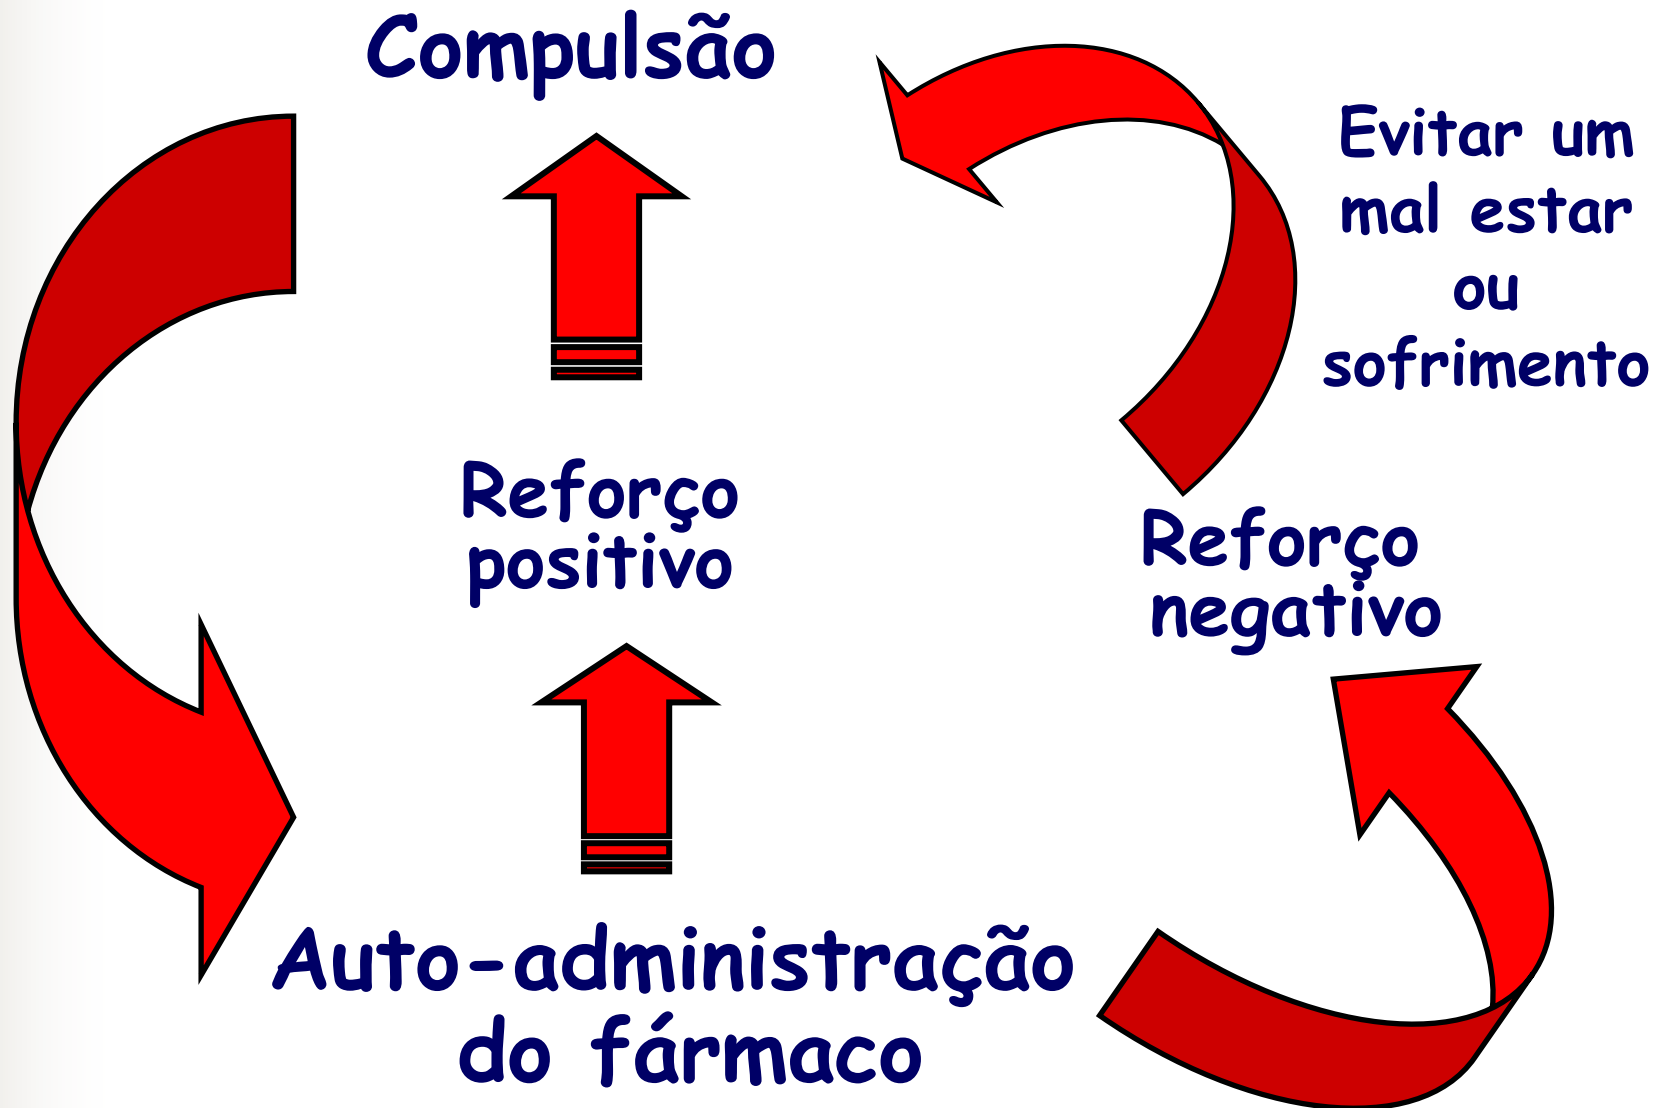 Compulsão
Evitar um
mal estar
ou
sofrimento
Reforço
positivo
Reforço
negativo
Auto-administração
do fármaco